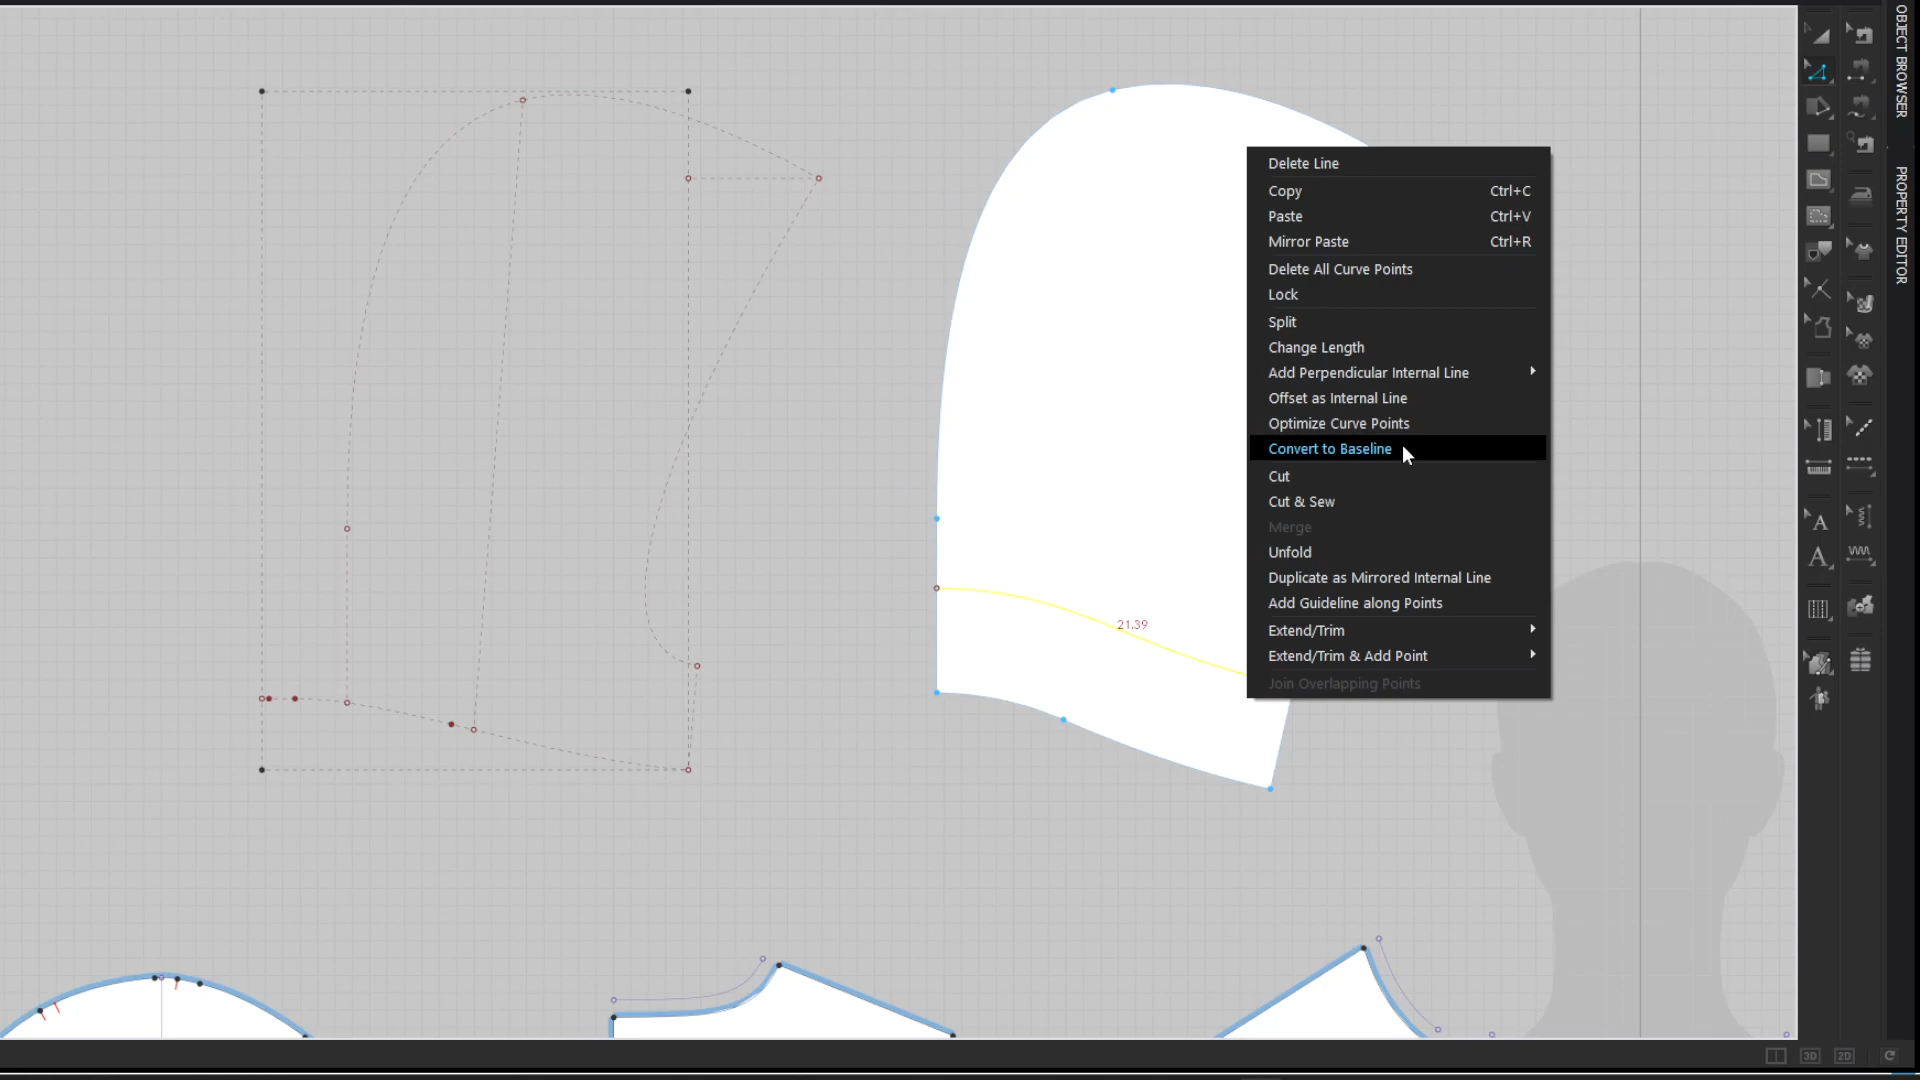 Delete Line
Copy Ctrl+C
Paste Ctrl+V
Mirror Paste Ctrl+R
Delete All Curve Points
Lock
Split
Change Length
Add Perpendicular Internal Line
Offset as Internal Line
Optimize Curve Points
Convert to Baseline
Cut
Cut & Sew
Merge
Unfold
Duplicate as Mirrored Internal Line
Add Guideline along Points
Extend/Trim
Extend/Trim & Add Point
Join Overlapping Points
21.39
OBJECT BROWSER
PROPERTY EDITOR
A
A
3D
2D